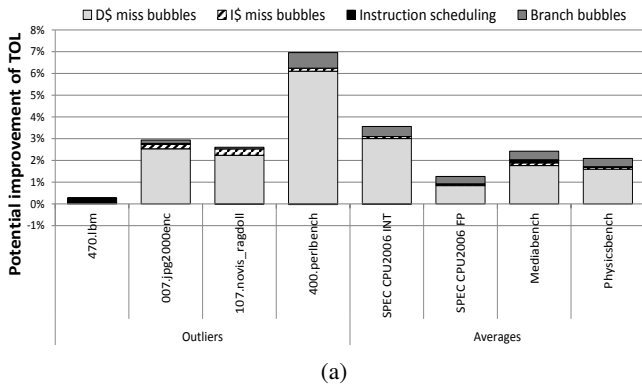 D$ miss bubbles I$ miss bubbles Instruction scheduling Branch bubbles
Potential improvement of TOL
8%
7%
6%
5%
4%
3%
2%
1%
0%
-1%
470.lbm
007.jpg2000enc
107.novis_ragdoll
400.perlbench
SPEC CPU2006 INT
SPEC CPU2006 FP
Mediabench
Physicsbench
Outliers Averages
(a)